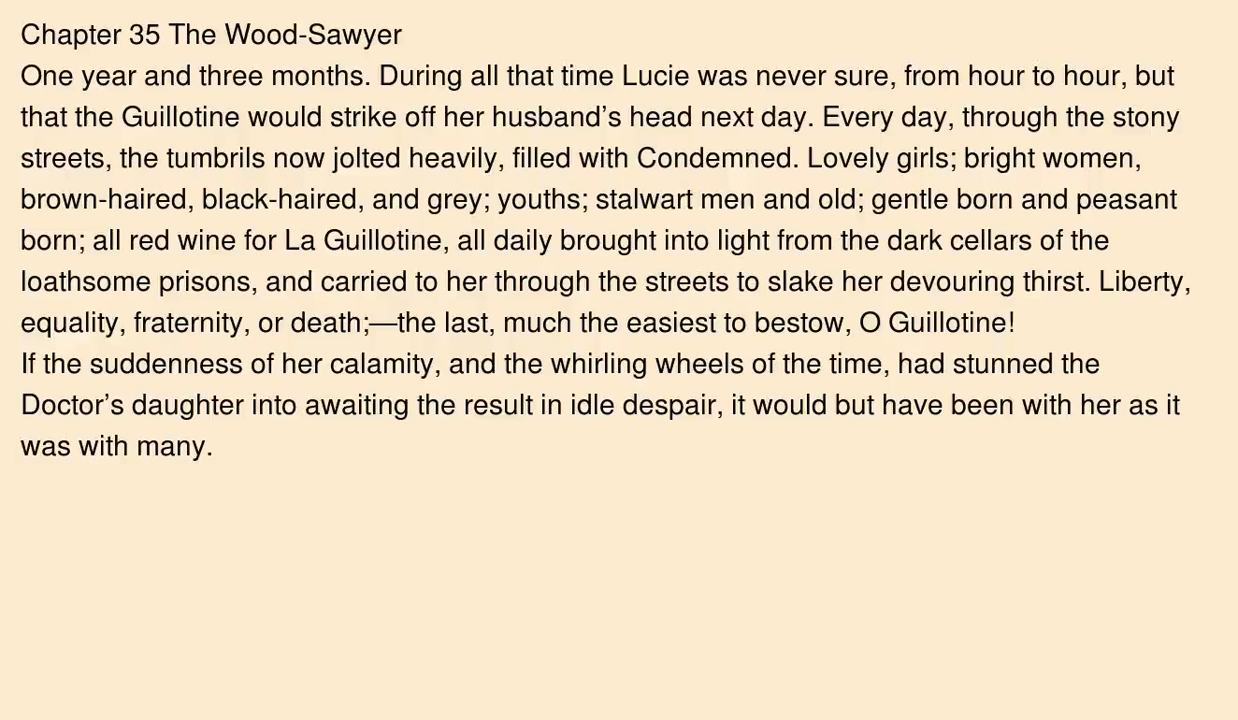 Chapter 35 The Wood-Sawyer
One year and three months. During all that time Lucie was never sure, from hour to hour, but
that the Guillotine would strike off her husband’s head next day. Every day, through the stony
streets, the tumbrils now jolted heavily, filled with Condemned. Lovely girls; bright women,
brown-haired, black-haired, and grey; youths; stalwart men and old; gentle born and peasant
born; all red wine for La Guillotine, all daily brought into light from the dark cellars of the
loathsome prisons, and carried to her through the streets to slake her devouring thirst. Liberty,
equality, fraternity, or death;—the last, much the easiest to bestow, O Guillotine!
If the suddenness of her calamity, and the whirling wheels of the time, had stunned the
Doctor’s daughter into awaiting the result in idle despair, it would but have been with her as it
was with many.